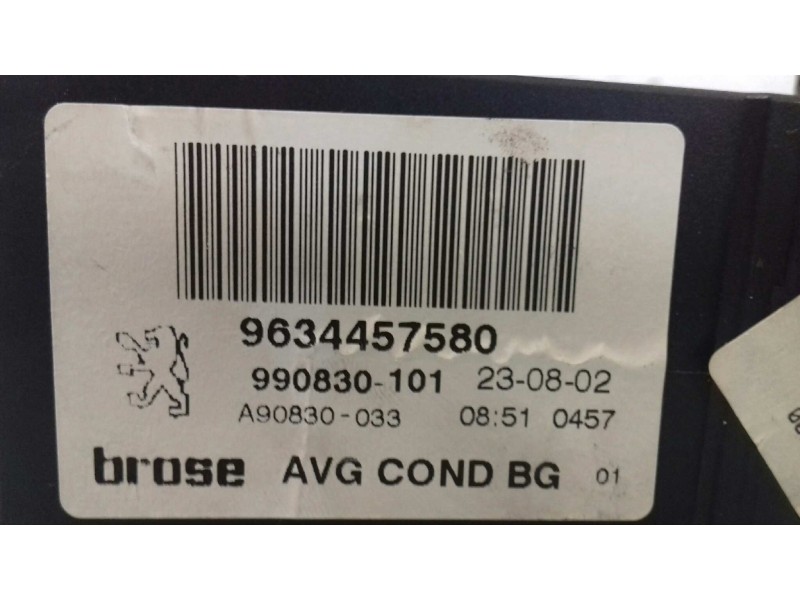 9634457580
990830-101 23-08-02
A90830-033 08:51 0457
brose AVG COND BG 01